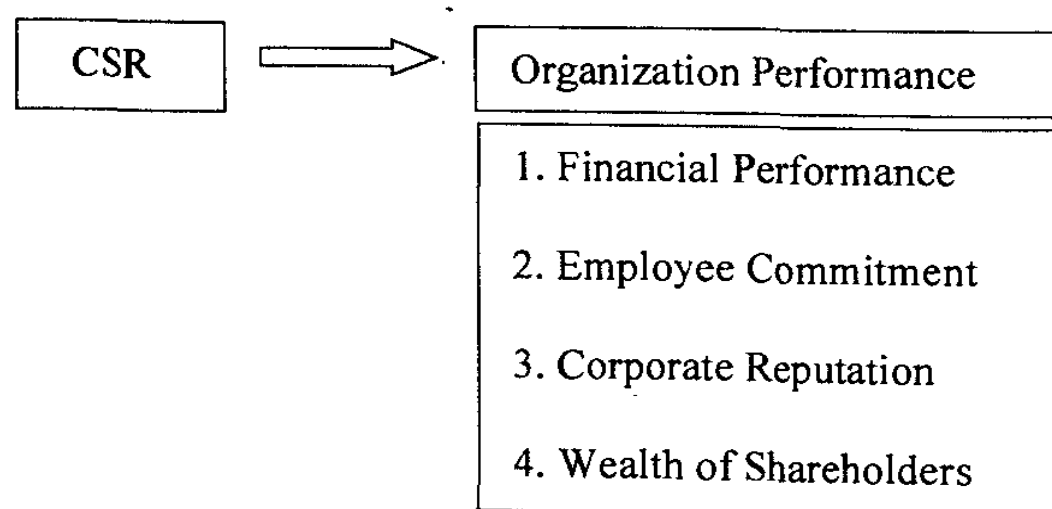 CSR
Organization Performance
1. Financial Performance
2. Employee Commitment
3. Corporate Reputation
4. Wealth of Shareholders